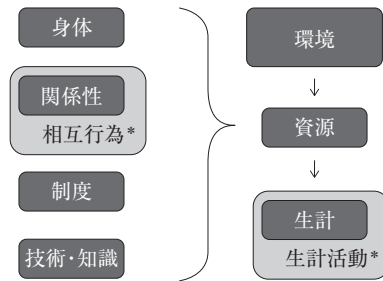 身体
関係性
相互行為*
制度
技術・知識
環境
↓
資源
↓
生計
生計活動*